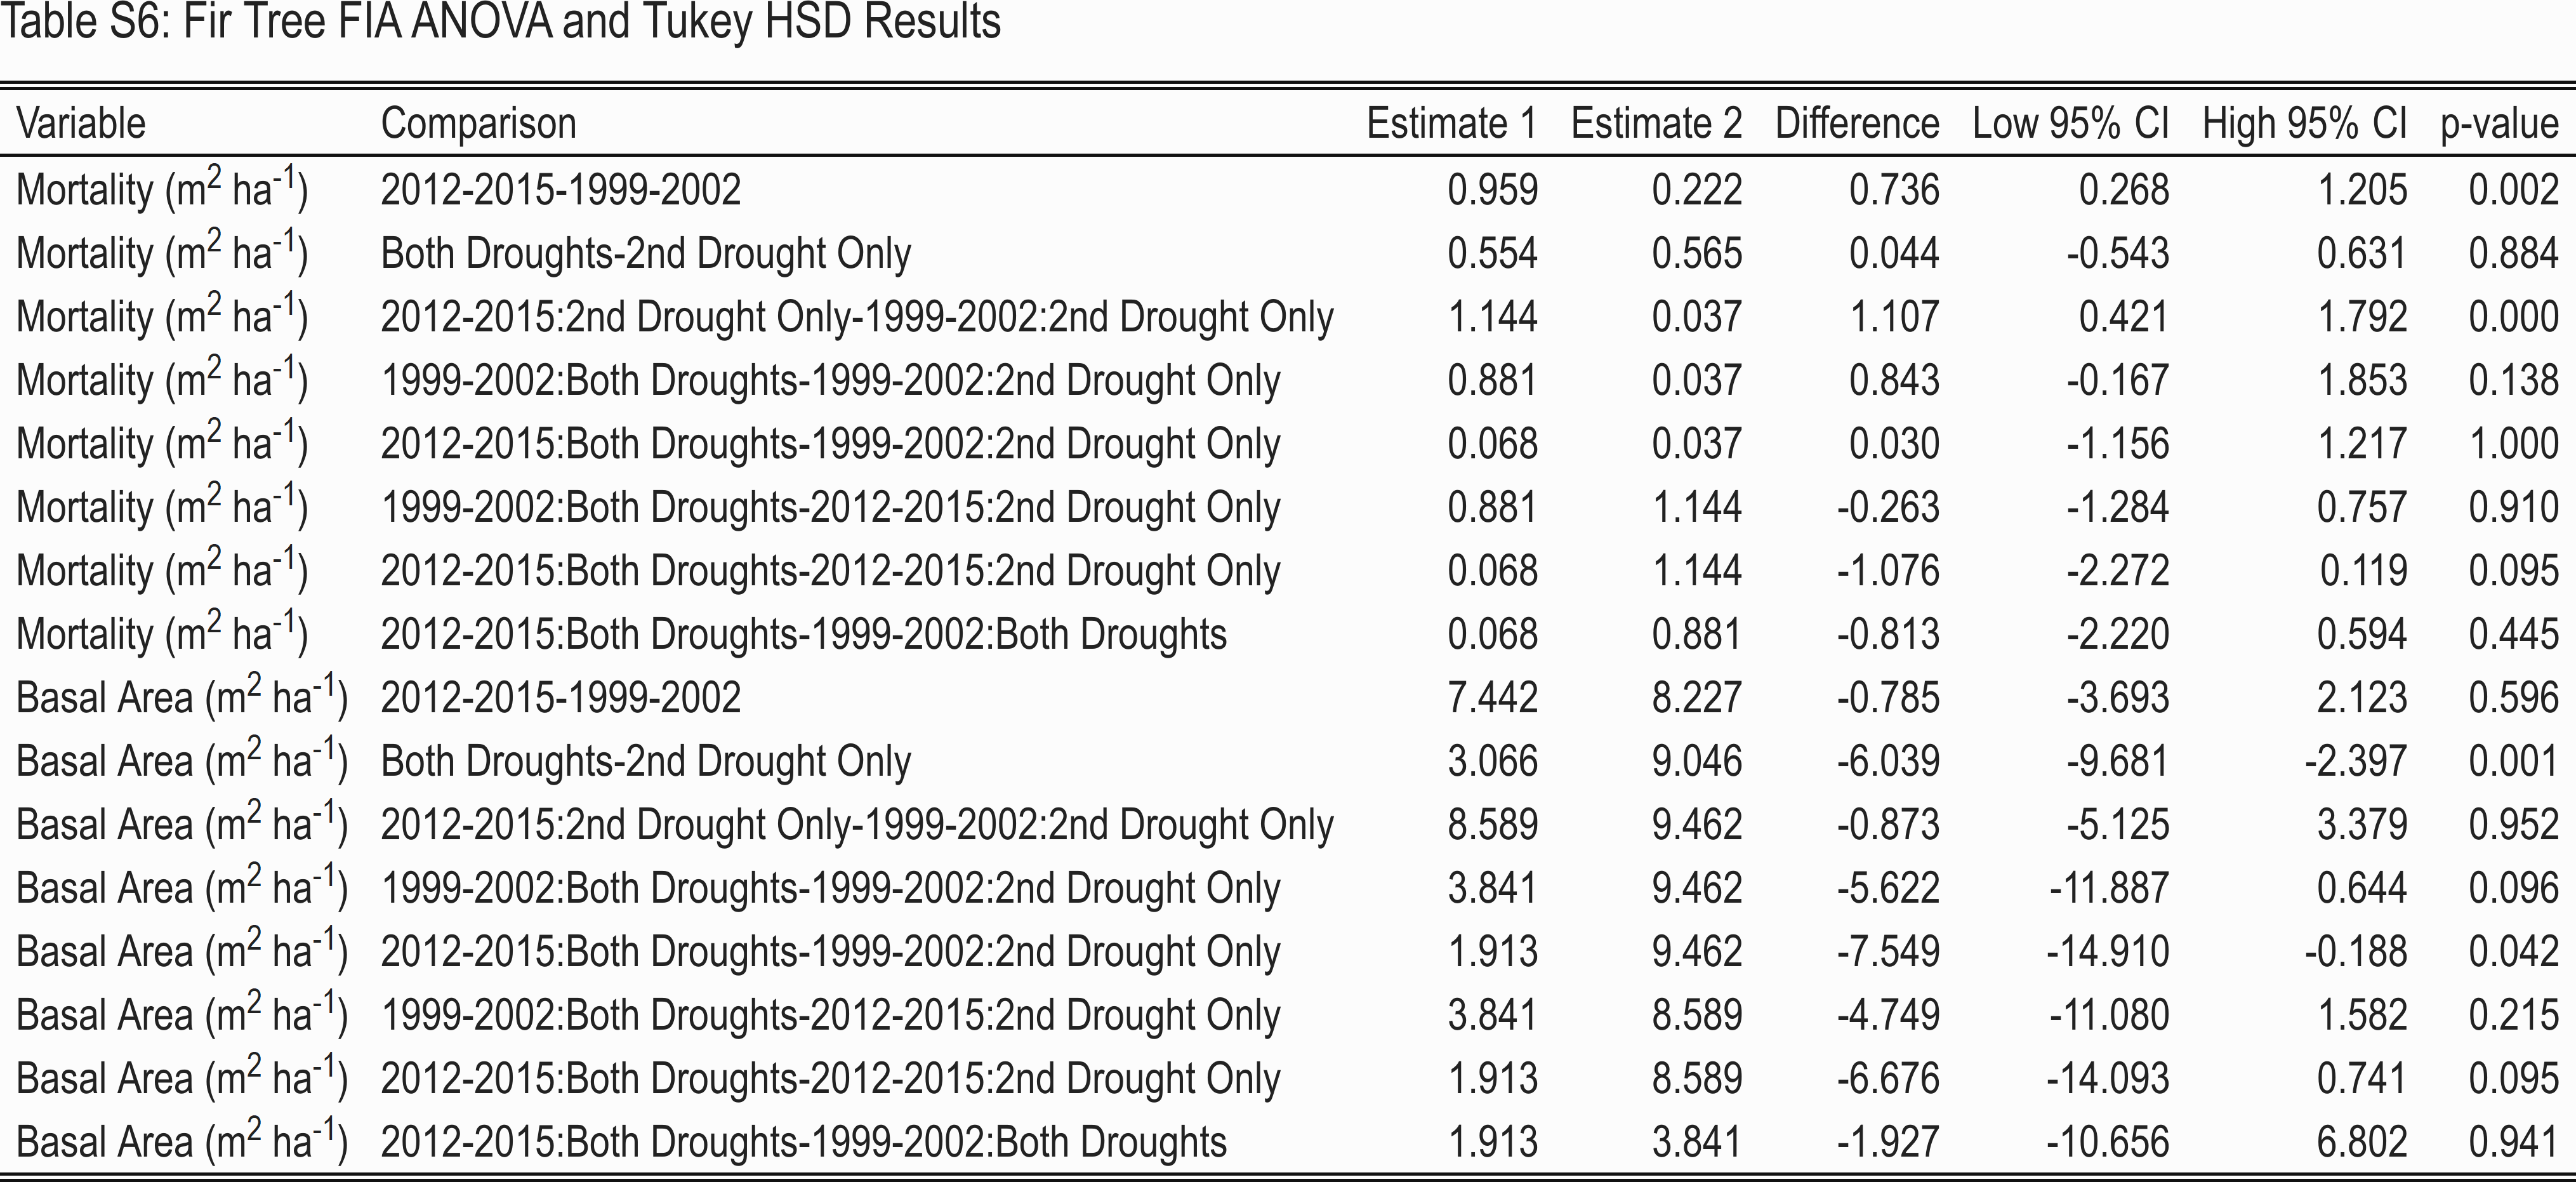 Table S6: Fir Tree FIA ANOVA and Tukey HSD Results
Variable Comparison Estimate 1 Estimate 2 Difference Low 95% CI High 95% CI p-value
Mortality (m² ha⁻¹) 2012-2015-1999-2002 0.959 0.222 0.736 0.268 1.205 0.002
Mortality (m² ha⁻¹) Both Droughts-2nd Drought Only 0.554 0.565 0.044 -0.543 0.631 0.884
Mortality (m² ha⁻¹) 2012-2015:2nd Drought Only-1999-2002:2nd Drought Only 1.144 0.037 1.107 0.421 1.792 0.000
Mortality (m² ha⁻¹) 1999-2002:Both Droughts-1999-2002:2nd Drought Only 0.881 0.037 0.843 -0.167 1.853 0.138
Mortality (m² ha⁻¹) 2012-2015:Both Droughts-1999-2002:2nd Drought Only 0.068 0.037 0.030 -1.156 1.217 1.000
Mortality (m² ha⁻¹) 1999-2002:Both Droughts-2012-2015:2nd Drought Only 0.881 1.144 -0.263 -1.284 0.757 0.910
Mortality (m² ha⁻¹) 2012-2015:Both Droughts-2012-2015:2nd Drought Only 0.068 1.144 -1.076 -2.272 0.119 0.095
Mortality (m² ha⁻¹) 2012-2015:Both Droughts-1999-2002:Both Droughts 0.068 0.881 -0.813 -2.220 0.594 0.445
Basal Area (m² ha⁻¹) 2012-2015-1999-2002 7.442 8.227 -0.785 -3.693 2.123 0.596
Basal Area (m² ha⁻¹) Both Droughts-2nd Drought Only 3.066 9.046 -6.039 -9.681 -2.397 0.001
Basal Area (m² ha⁻¹) 2012-2015:2nd Drought Only-1999-2002:2nd Drought Only 8.589 9.462 -0.873 -5.125 3.379 0.952
Basal Area (m² ha⁻¹) 1999-2002:Both Droughts-1999-2002:2nd Drought Only 3.841 9.462 -5.622 -11.887 0.644 0.096
Basal Area (m² ha⁻¹) 2012-2015:Both Droughts-1999-2002:2nd Drought Only 1.913 9.462 -7.549 -14.910 -0.188 0.042
Basal Area (m² ha⁻¹) 1999-2002:Both Droughts-2012-2015:2nd Drought Only 3.841 8.589 -4.749 -11.080 1.582 0.215
Basal Area (m² ha⁻¹) 2012-2015:Both Droughts-2012-2015:2nd Drought Only 1.913 8.589 -6.676 -14.093 0.741 0.095
Basal Area (m² ha⁻¹) 2012-2015:Both Droughts-1999-2002:Both Droughts 1.913 3.841 -1.927 -10.656 6.802 0.941